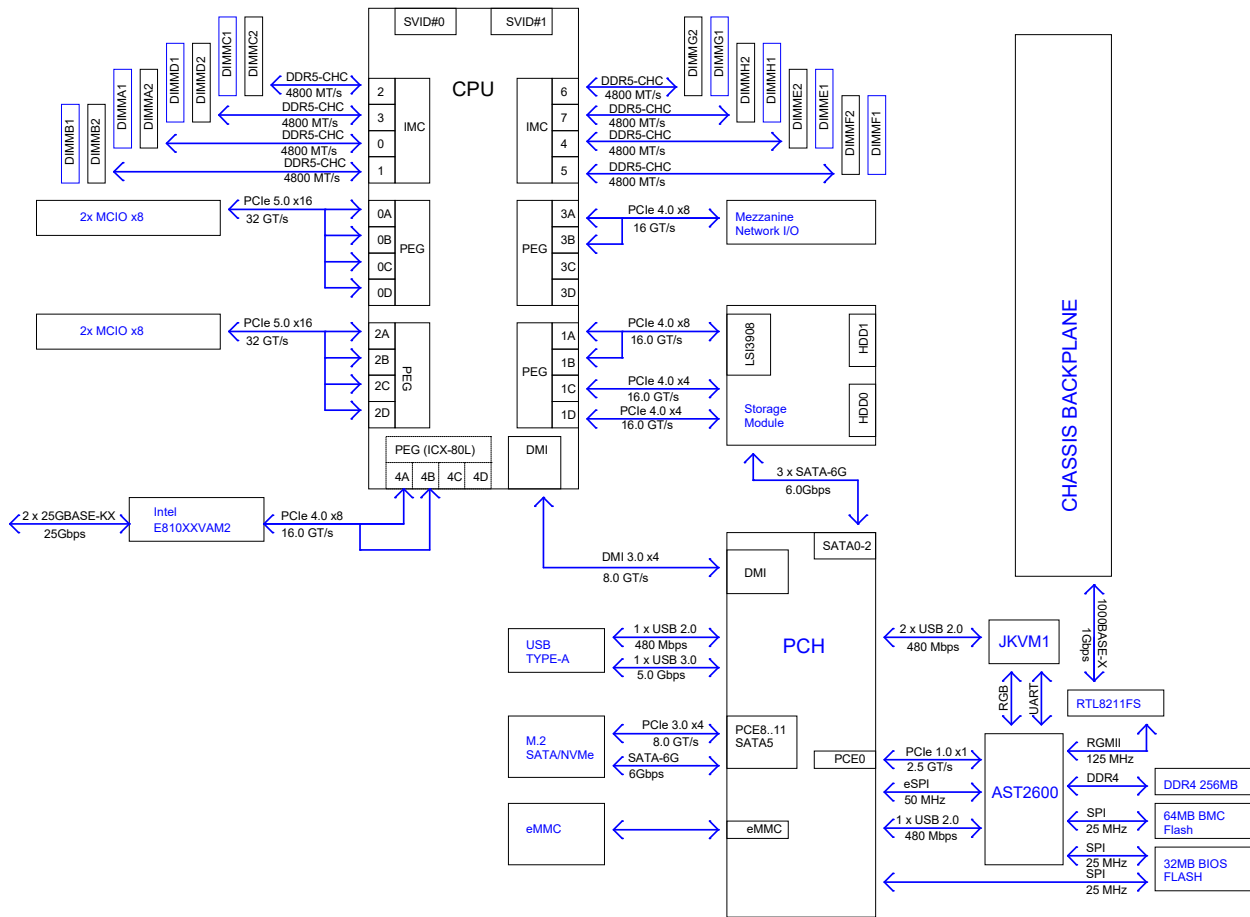 SVID#0
SVID#1
CPU
DIMMB1
DIMMB2
DIMMA1
DIMMA2
DIMMD1
DIMMD2
DIMMC1
DIMMC2
DDR5-CHC
4800 MT/s
DDR5-CHC
4800 MT/s
DDR5-CHC
4800 MT/s
DDR5-CHC
4800 MT/s
2
3
0
1
IMC
IMC
6
7
4
5
DDR5-CHC
4800 MT/s
DDR5-CHC
4800 MT/s
DDR5-CHC
4800 MT/s
DDR5-CHC
4800 MT/s
DIMMG2
DIMMG1
DIMMH2
DIMMH1
DIMME2
DIMME1
DIMMF2
DIMMF1
2x MCIO x8
PCIe 5.0 x16
32 GT/s
0A
0B
0C
0D
PEG
PEG
3A
3B
3C
3D
PCIe 4.0 x8
16 GT/s
Mezzanine
Network I/O
2x MCIO x8
PCIe 5.0 x16
32 GT/s
2A
2B
2C
2D
PEG
PEG
1A
1B
1C
1D
PCIe 4.0 x8
16.0 GT/s
PCIe 4.0 x4
16.0 GT/s
PCIe 4.0 x4
16.0 GT/s
LSI3908
HDD1
HDD0
Storage
Module
PEG (ICX-80L)
4A
4B
4C
4D
DMI
3 x SATA-6G
6.0Gbps
2 x 25GBASE-KX
25Gbps
Intel
E810XXVAM2
PCIe 4.0 x8
16.0 GT/s
DMI 3.0 x4
8.0 GT/s
SATA0-2
DMI
PCH
CHASSIS BACKPLANE
1000BASE-X
1Gbps
USB
TYPE-A
1 x USB 2.0
480 Mbps
1 x USB 3.0
5.0 Gbps
2 x USB 2.0
480 Mbps
JKVM1
RGB
UART
RTL8211FS
M.2
SATA/NVMe
PCIe 3.0 x4
8.0 GT/s
SATA-6G
6Gbps
PCE8..11
SATA5
PCE0
PCIe 1.0 x1
2.5 GT/s
eSPI
50 MHz
1 x USB 2.0
480 Mbps
AST2600
RGMII
125 MHz
DDR4
DDR4 256MB
SPI
25 MHz
64MB BMC
Flash
SPI
25 MHz
SPI
25 MHz
32MB BIOS
FLASH
eMMC
eMMC